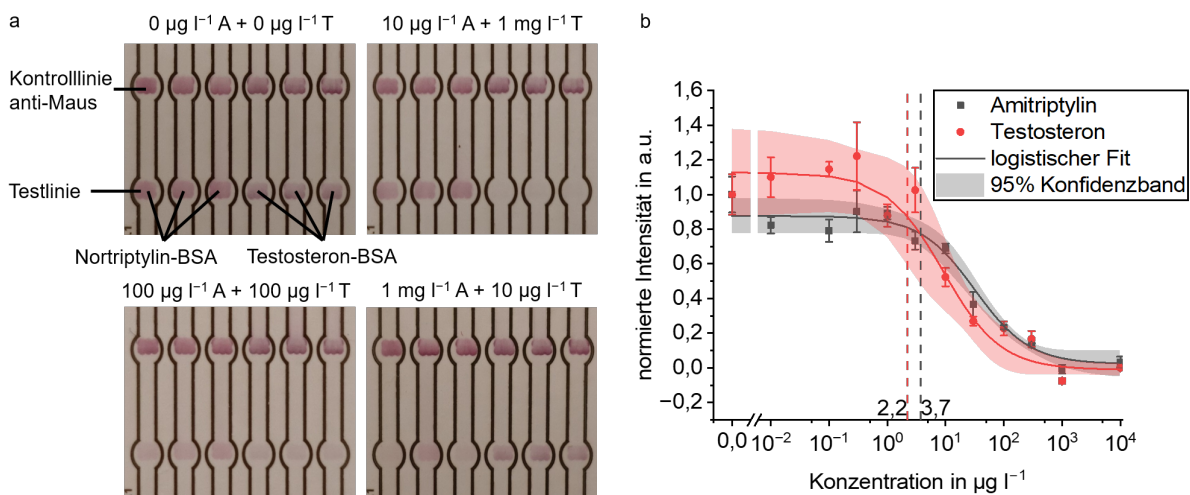 a
0 µg l⁻¹ A + 0 µg l⁻¹ T
10 µg l⁻¹ A + 1 mg l⁻¹ T
Kontrolllinie
anti-Maus
Testlinie
Nortriptylin-BSA
Testosteron-BSA
100 µg l⁻¹ A + 100 µg l⁻¹ T
1 mg l⁻¹ A + 10 µg l⁻¹ T
b
Amitriptylin
Testosteron
logistischer Fit
95% Konfidenzband
normierte Intensität in a.u.
1,6
1,4
1,2
1,0
0,8
0,6
0,4
0,2
0,0
−0,2
2,2
3,7
0,0
10⁻²
10⁻¹
10⁰
10¹
10²
10³
10⁴
Konzentration in µg l⁻¹